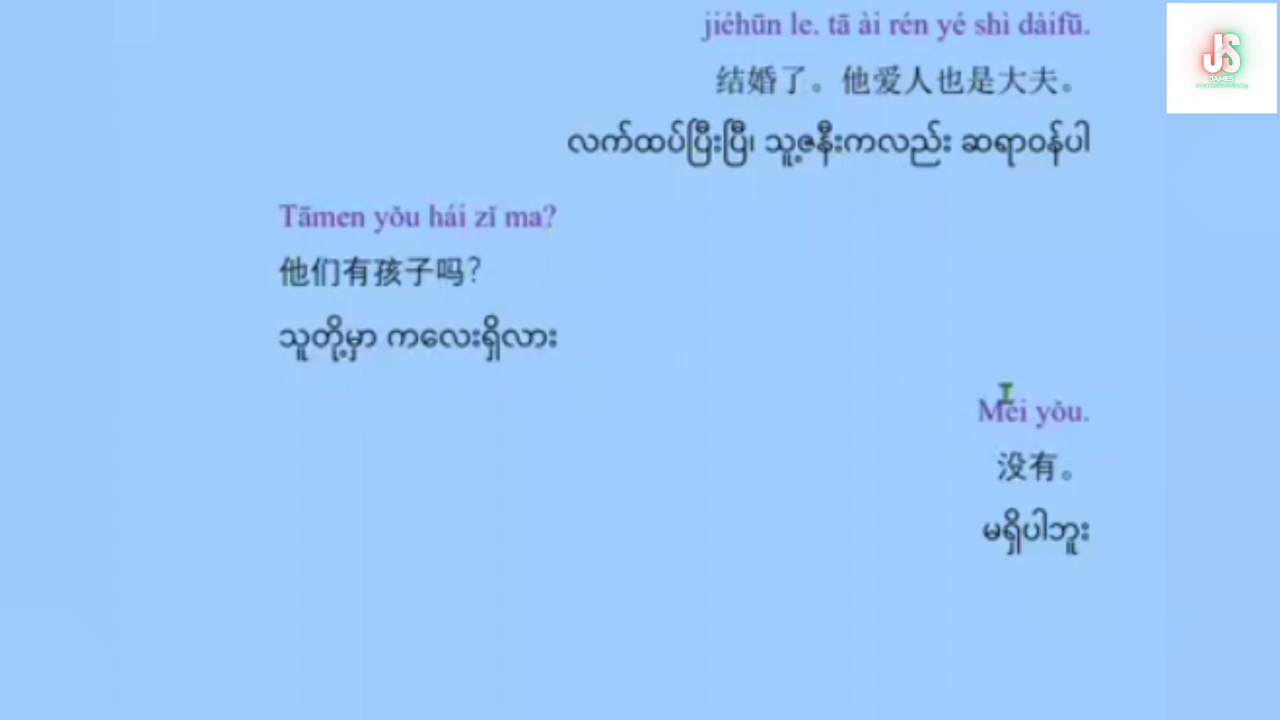 jiéhūn le. tā ài rén yé shì dàifū.
结婚了。他爱人也是大夫。
လက်ထပ်ပြီးပြီ၊ သူ့ဇနီးကလည်း ဆရာဝန်ပါ
Tāmen yǒu hái zǐ ma?
他们有孩子吗?
သူတို့မှာ ကလေးရှိလား
Méi yǒu.
没有。
မရှိပါဘူး
JS
JAMES